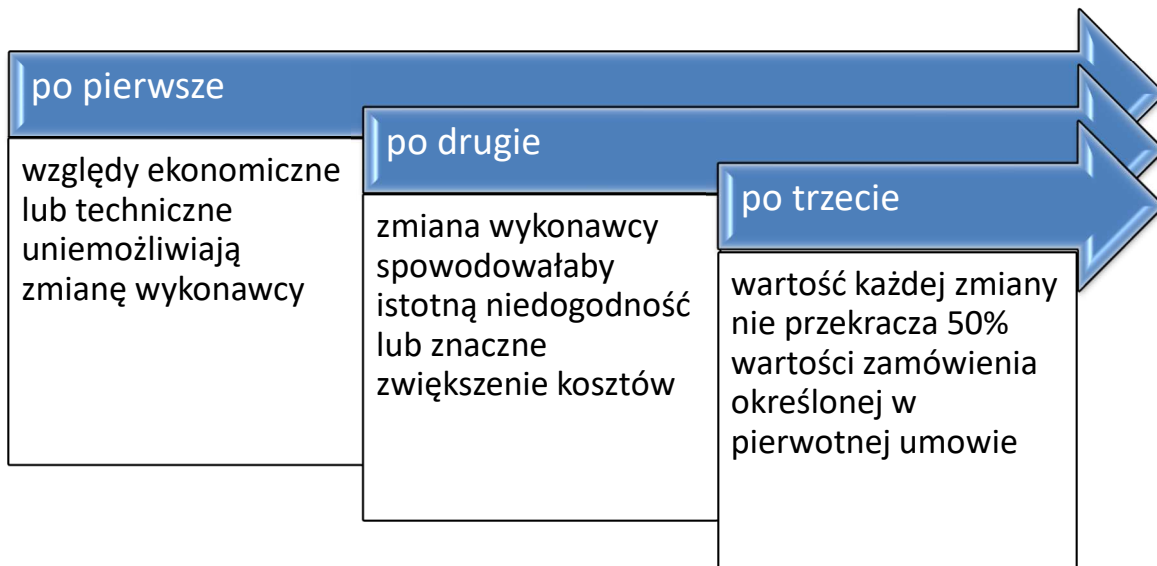 po pierwsze
względy ekonomiczne
lub techniczne
uniemożliwiają
zmianę wykonawcy
po drugie
zmiana wykonawcy
spowodowałaby
istotną niedogodność
lub znaczne
zwiększenie kosztów
po trzecie
wartość każdej zmiany
nie przekracza 50%
wartości zamówienia
określonej w
pierwotnej umowie